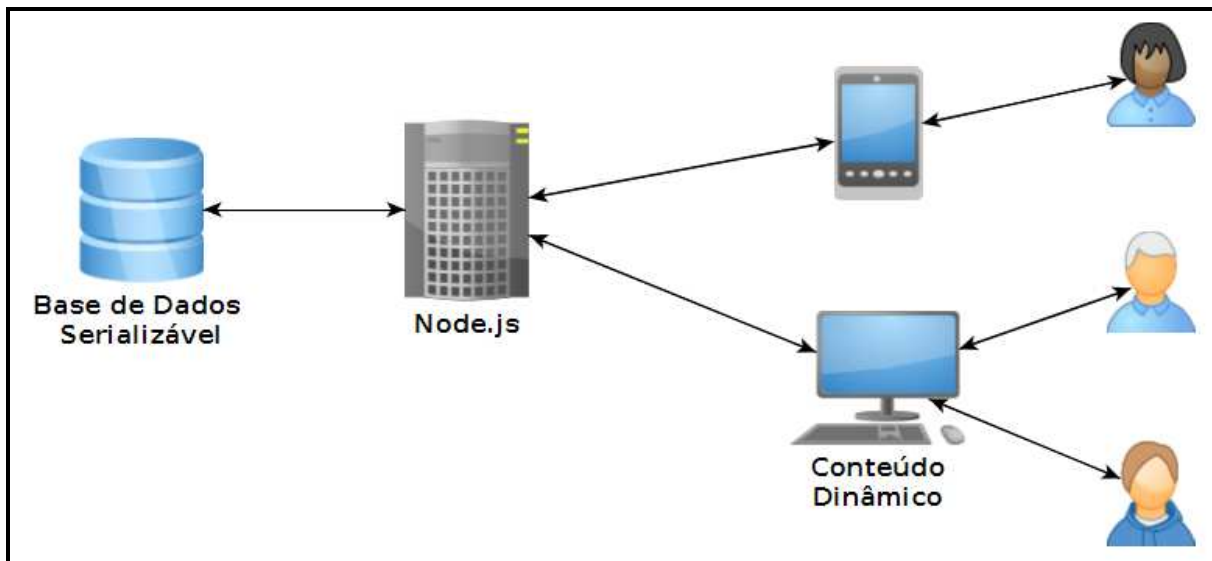 Base de Dados
Serializável
Node.js
Conteúdo
Dinâmico